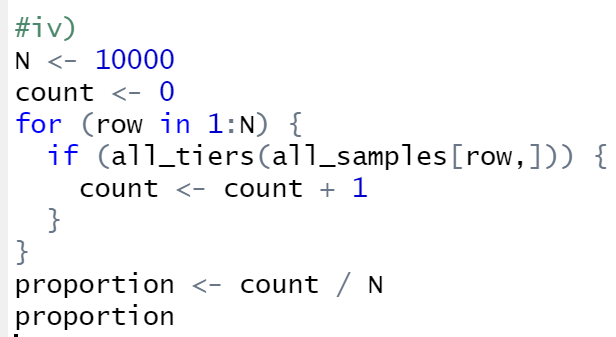 #iv)
N <- 10000
count <- 0
for (row in 1:N) {
  if (all_tiers(all_samples[row,])) {
    count <- count + 1
  }
}
proportion <- count / N
proportion